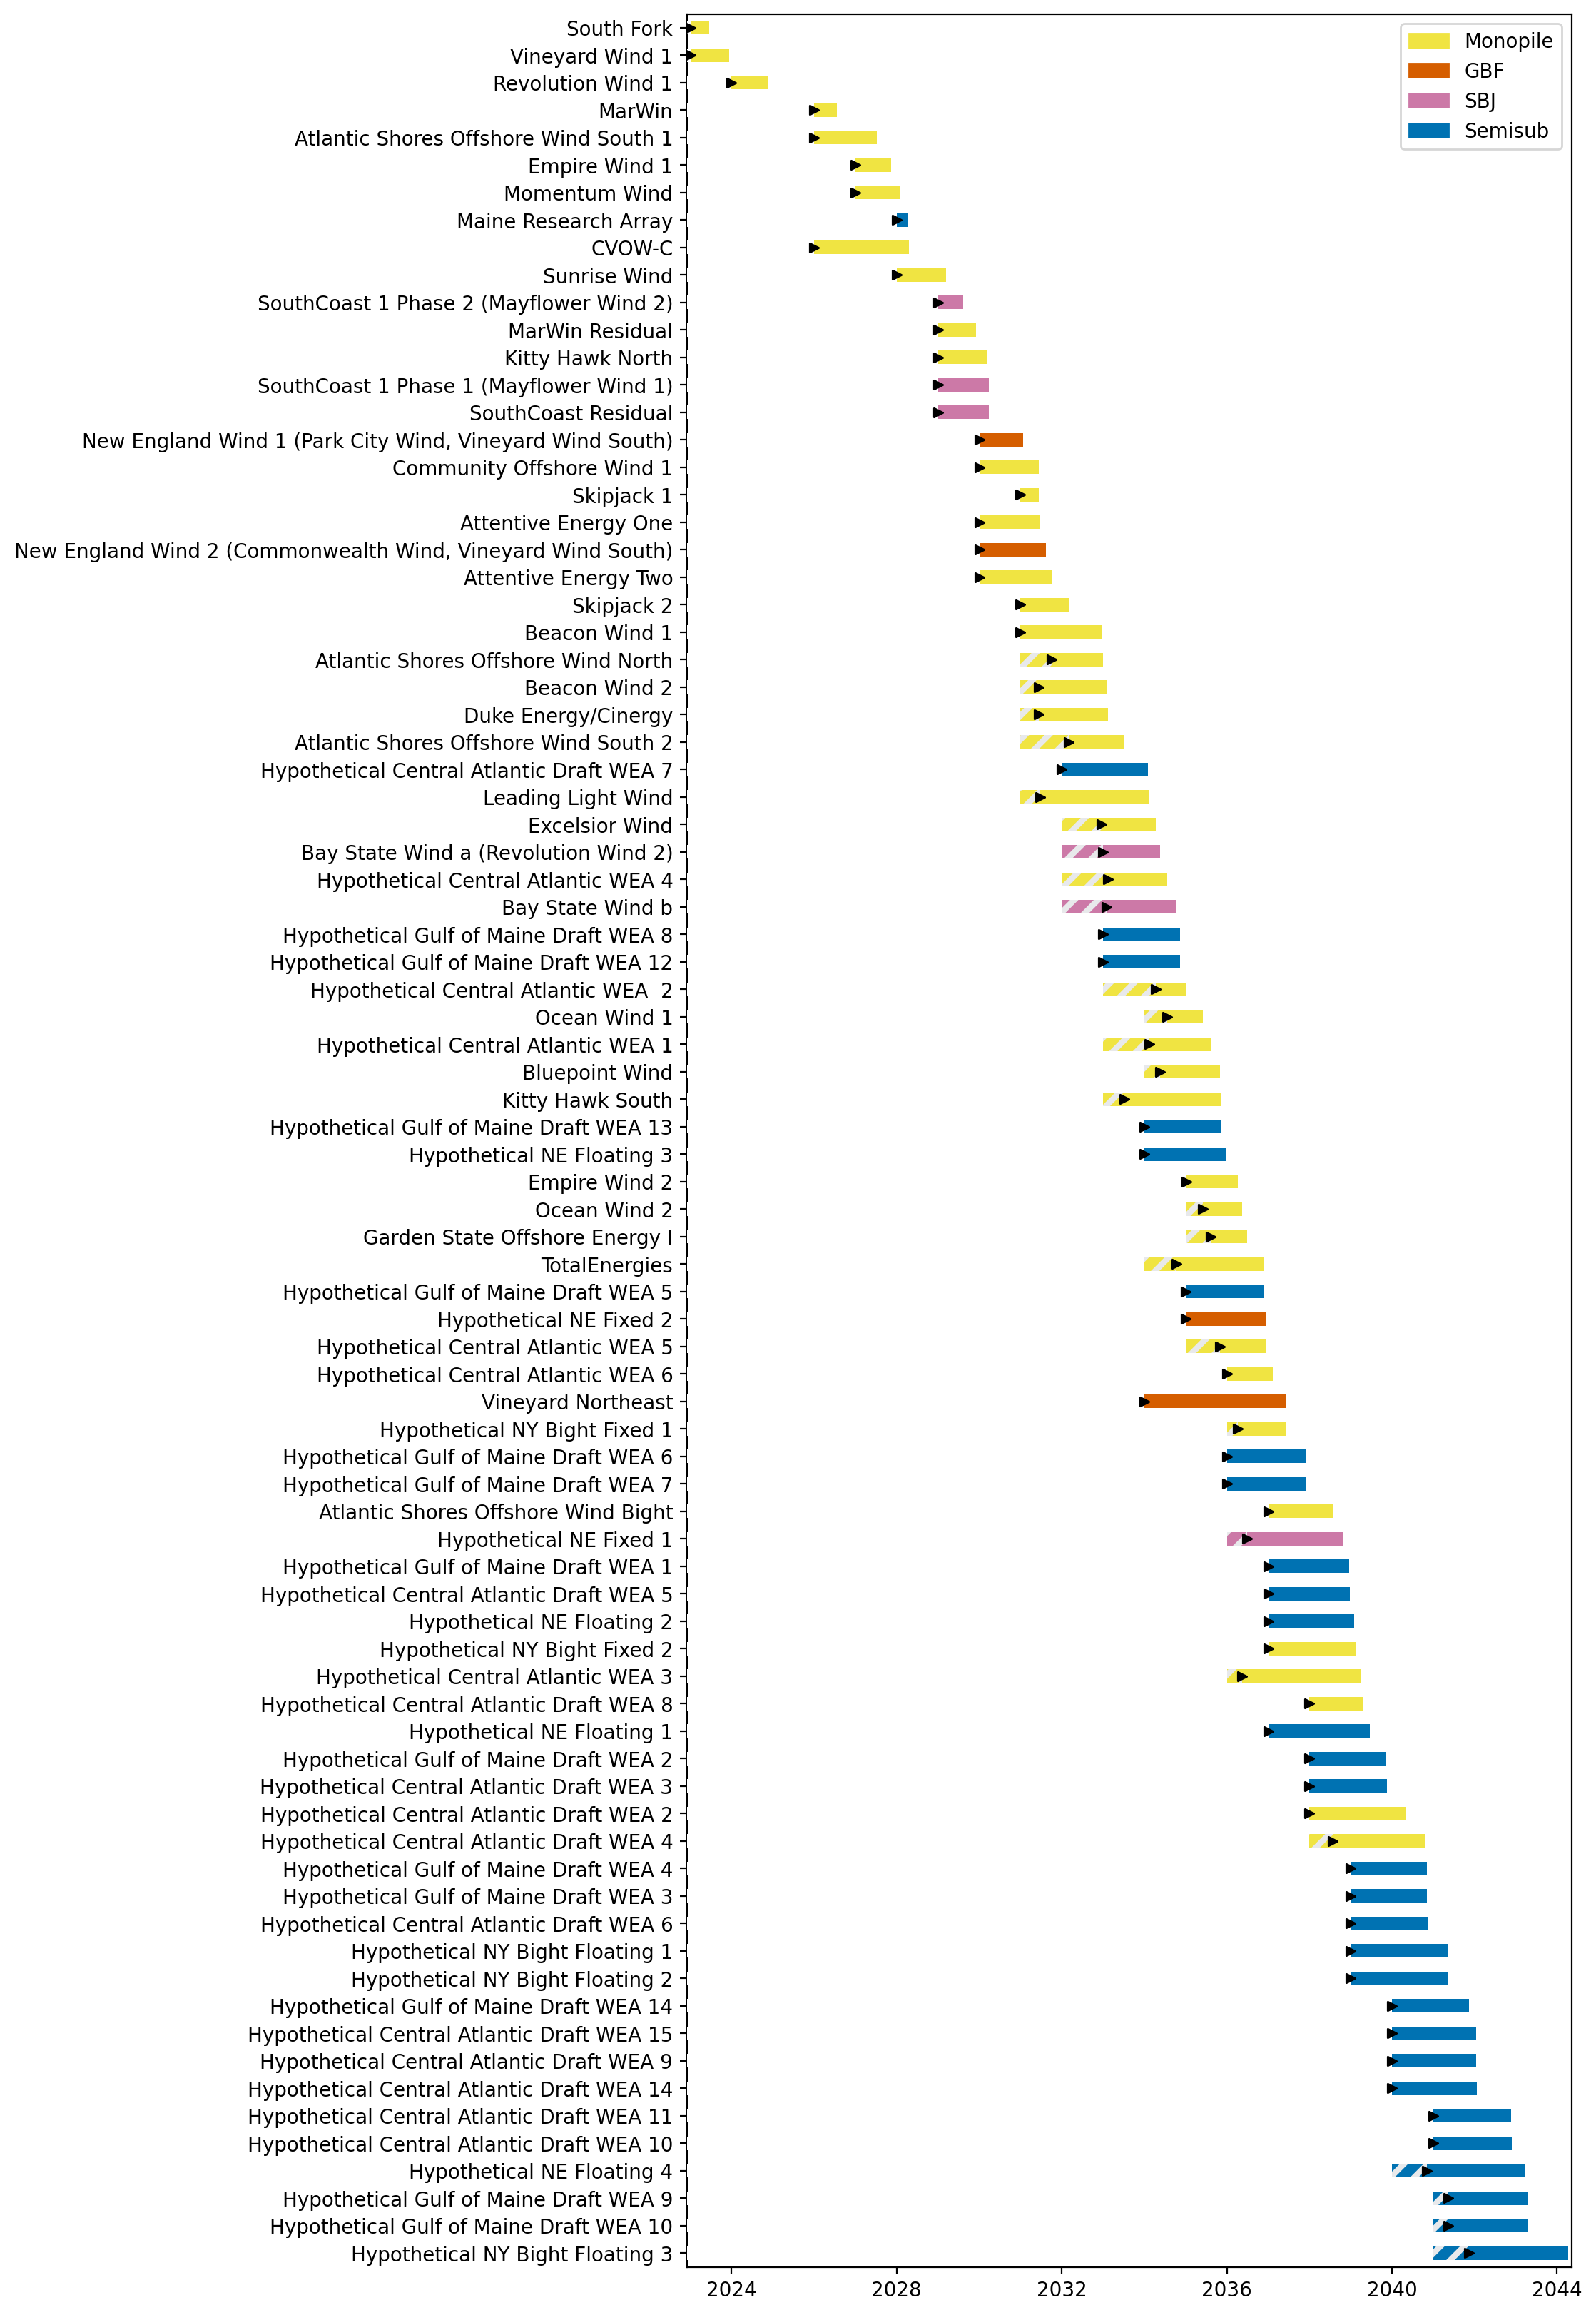 South Fork
Vineyard Wind 1
Revolution Wind 1
MarWin
Atlantic Shores Offshore Wind South 1
Empire Wind 1
Momentum Wind
Maine Research Array
CVOW-C
Sunrise Wind
SouthCoast 1 Phase 2 (Mayflower Wind 2)
MarWin Residual
Kitty Hawk North
SouthCoast 1 Phase 1 (Mayflower Wind 1)
SouthCoast Residual
New England Wind 1 (Park City Wind, Vineyard Wind South)
Community Offshore Wind 1
Skipjack 1
Attentive Energy One
New England Wind 2 (Commonwealth Wind, Vineyard Wind South)
Attentive Energy Two
Skipjack 2
Beacon Wind 1
Atlantic Shores Offshore Wind North
Beacon Wind 2
Duke Energy/Cinergy
Atlantic Shores Offshore Wind South 2
Hypothetical Central Atlantic Draft WEA 7
Leading Light Wind
Excelsior Wind
Bay State Wind a (Revolution Wind 2)
Hypothetical Central Atlantic WEA 4
Bay State Wind b
Hypothetical Gulf of Maine Draft WEA 8
Hypothetical Gulf of Maine Draft WEA 12
Hypothetical Central Atlantic WEA  2
Ocean Wind 1
Hypothetical Central Atlantic WEA 1
Bluepoint Wind
Kitty Hawk South
Hypothetical Gulf of Maine Draft WEA 13
Hypothetical NE Floating 3
Empire Wind 2
Ocean Wind 2
Garden State Offshore Energy I
TotalEnergies
Hypothetical Gulf of Maine Draft WEA 5
Hypothetical NE Fixed 2
Hypothetical Central Atlantic WEA 5
Hypothetical Central Atlantic WEA 6
Vineyard Northeast
Hypothetical NY Bight Fixed 1
Hypothetical Gulf of Maine Draft WEA 6
Hypothetical Gulf of Maine Draft WEA 7
Atlantic Shores Offshore Wind Bight
Hypothetical NE Fixed 1
Hypothetical Gulf of Maine Draft WEA 1
Hypothetical Central Atlantic Draft WEA 5
Hypothetical NE Floating 2
Hypothetical NY Bight Fixed 2
Hypothetical Central Atlantic WEA 3
Hypothetical Central Atlantic Draft WEA 8
Hypothetical NE Floating 1
Hypothetical Gulf of Maine Draft WEA 2
Hypothetical Central Atlantic Draft WEA 3
Hypothetical Central Atlantic Draft WEA 2
Hypothetical Central Atlantic Draft WEA 4
Hypothetical Gulf of Maine Draft WEA 4
Hypothetical Gulf of Maine Draft WEA 3
Hypothetical Central Atlantic Draft WEA 6
Hypothetical NY Bight Floating 1
Hypothetical NY Bight Floating 2
Hypothetical Gulf of Maine Draft WEA 14
Hypothetical Central Atlantic Draft WEA 15
Hypothetical Central Atlantic Draft WEA 9
Hypothetical Central Atlantic Draft WEA 14
Hypothetical Central Atlantic Draft WEA 11
Hypothetical Central Atlantic Draft WEA 10
Hypothetical NE Floating 4
Hypothetical Gulf of Maine Draft WEA 9
Hypothetical Gulf of Maine Draft WEA 10
Hypothetical NY Bight Floating 3
Monopile
GBF
SBJ
Semisub
2024 2028 2032 2036 2040 2044